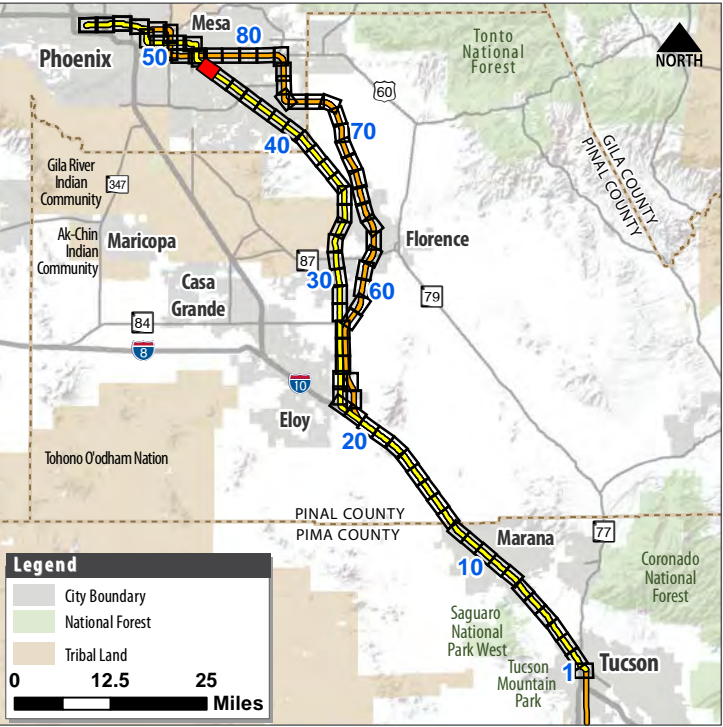 Mesa
80
Phoenix
50
Tonto
National
Forest
NORTH
60
70
40
GILA COUNTY
PINAL COUNTY
Gila River
Indian
Community
347
Ak-Chin
Indian
Community
Maricopa
Florence
87
Casa
Grande
30
60
79
84
8
10
Eloy
20
Tohono O'odham Nation
PINAL COUNTY
PIMA COUNTY
Marana
77
10
Coronado
National
Forest
Saguaro
National
Park West
Tucson
Mountain
Park
1
Tucson
Legend
City Boundary
National Forest
Tribal Land
0 12.5 25
Miles